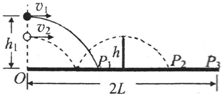 v₁
v₂
h₁
h
O P₁ P₂ P₃
2L